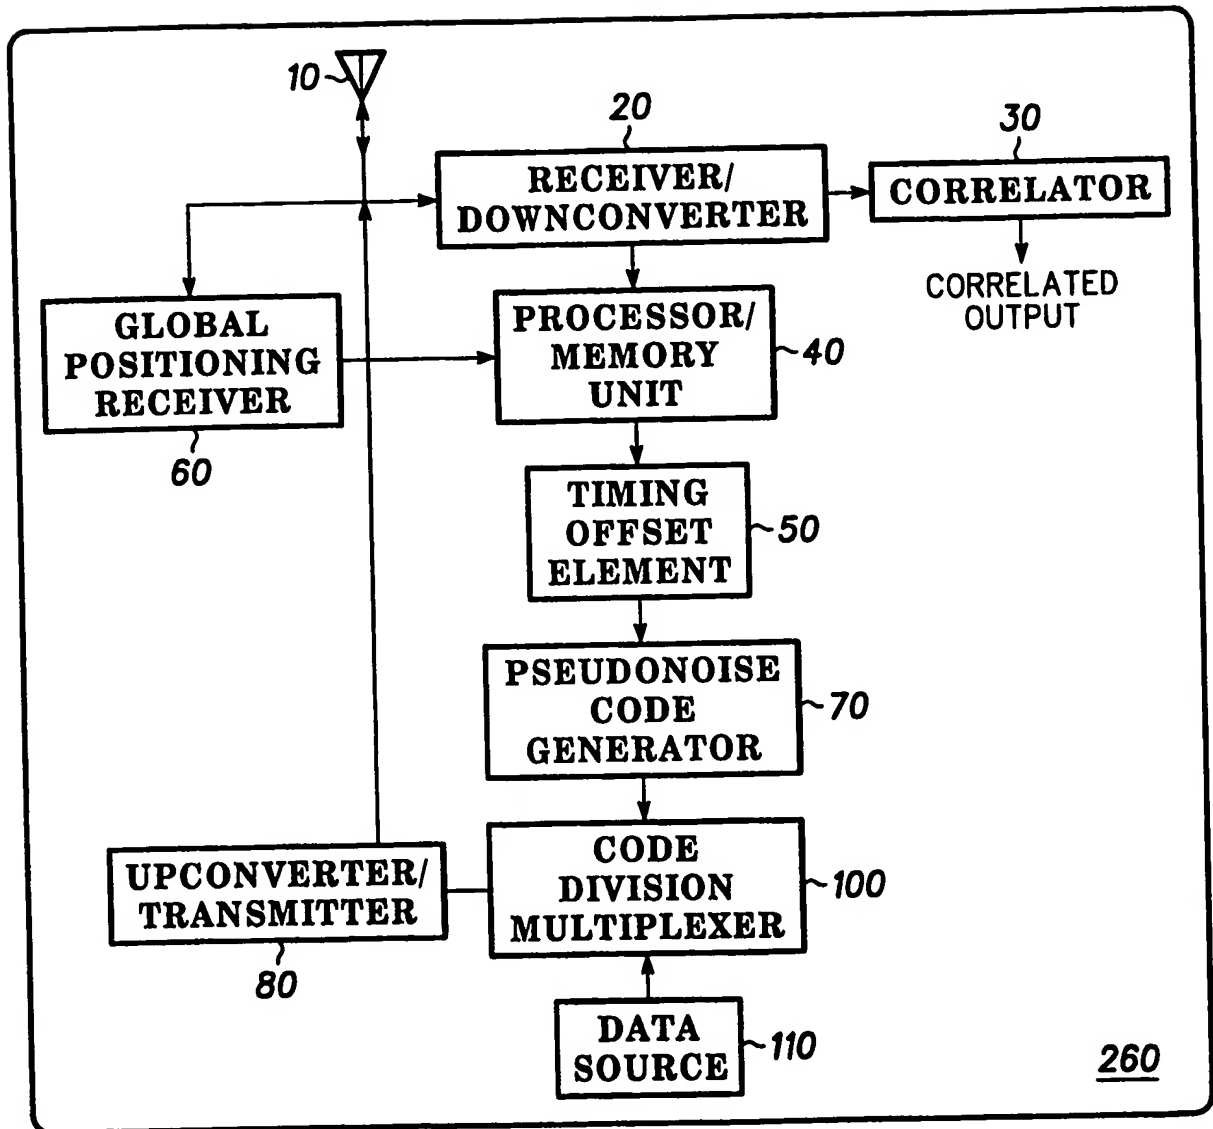 10
20
30
RECEIVER/
DOWNCONVERTER
CORRELATOR
CORRELATED
OUTPUT
GLOBAL
POSITIONING
RECEIVER
60
PROCESSOR/
MEMORY
UNIT
40
TIMING
OFFSET
ELEMENT
50
PSEUDONOISE
CODE
GENERATOR
70
UPCONVERTER/
TRANSMITTER
80
CODE
DIVISION
MULTIPLEXER
100
DATA
SOURCE
110
260